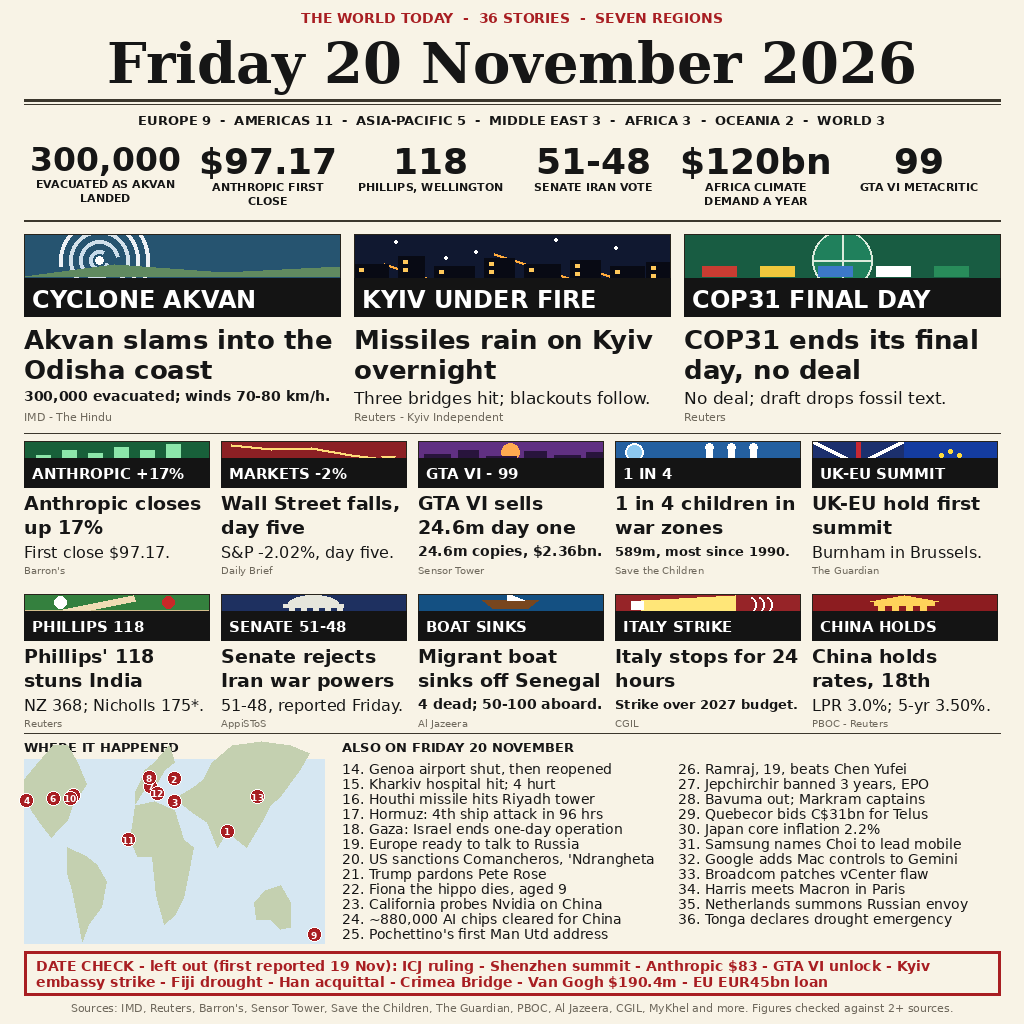 THE WORLD TODAY - 36 STORIES - SEVEN REGIONS
Friday 20 November 2026
EUROPE 9 - AMERICAS 11 - ASIA-PACIFIC 5 - MIDDLE EAST 3 - AFRICA 3 - OCEANIA 2 - WORLD 3
300,000
EVACUATED AS AKVAN
LANDED
$97.17
ANTHROPIC FIRST
CLOSE
118
PHILLIPS, WELLINGTON
51-48
SENATE IRAN VOTE
$120bn
AFRICA CLIMATE
DEMAND A YEAR
99
GTA VI METACRITIC
CYCLONE AKVAN
Akvan slams into the
Odisha coast
300,000 evacuated; winds 70-80 km/h.
IMD - The Hindu
KYIV UNDER FIRE
Missiles rain on Kyiv
overnight
Three bridges hit; blackouts follow.
Reuters - Kyiv Independent
COP31 FINAL DAY
COP31 ends its final
day, no deal
No deal; draft drops fossil text.
Reuters
ANTHROPIC +17%
Anthropic closes
up 17%
First close $97.17.
Barron's
MARKETS -2%
Wall Street falls,
day five
S&P -2.02%, day five.
Daily Brief
GTA VI - 99
GTA VI sells
24.6m day one
24.6m copies, $2.36bn.
Sensor Tower
1 IN 4
1 in 4 children in
war zones
589m, most since 1990.
Save the Children
UK-EU SUMMIT
UK-EU hold first
summit
Burnham in Brussels.
The Guardian
PHILLIPS 118
Phillips' 118
stuns India
NZ 368; Nicholls 175*.
Reuters
SENATE 51-48
Senate rejects
Iran war powers
51-48, reported Friday.
AppiSToS
BOAT SINKS
Migrant boat
sinks off Senegal
4 dead; 50-100 aboard.
Al Jazeera
ITALY STRIKE
Italy stops for 24
hours
Strike over 2027 budget.
CGIL
CHINA HOLDS
China holds
rates, 18th
LPR 3.0%; 5-yr 3.50%.
PBOC - Reuters
WHERE IT HAPPENED
8
2
7
12
4
6
10
3
13
1
11
9
ALSO ON FRIDAY 20 NOVEMBER
14. Genoa airport shut, then reopened
15. Kharkiv hospital hit; 4 hurt
16. Houthi missile hits Riyadh tower
17. Hormuz: 4th ship attack in 96 hrs
18. Gaza: Israel ends one-day operation
19. Europe ready to talk to Russia
20. US sanctions Comancheros, 'Ndrangheta
21. Trump pardons Pete Rose
22. Fiona the hippo dies, aged 9
23. California probes Nvidia on China
24. ~880,000 AI chips cleared for China
25. Pochettino's first Man Utd address
26. Ramraj, 19, beats Chen Yufei
27. Jepchirchir banned 3 years, EPO
28. Bavuma out; Markram captains
29. Quebecor bids C$31bn for Telus
30. Japan core inflation 2.2%
31. Samsung names Choi to lead mobile
32. Google adds Mac controls to Gemini
33. Broadcom patches vCenter flaw
34. Harris meets Macron in Paris
35. Netherlands summons Russian envoy
36. Tonga declares drought emergency
DATE CHECK - left out (first reported 19 Nov): ICJ ruling - Shenzhen summit - Anthropic $83 - GTA VI unlock - Kyiv
embassy strike - Fiji drought - Han acquittal - Crimea Bridge - Van Gogh $190.4m - EU EUR45bn loan
Sources: IMD, Reuters, Barron's, Sensor Tower, Save the Children, The Guardian, PBOC, Al Jazeera, CGIL, MyKhel and more. Figures checked against 2+ sources.